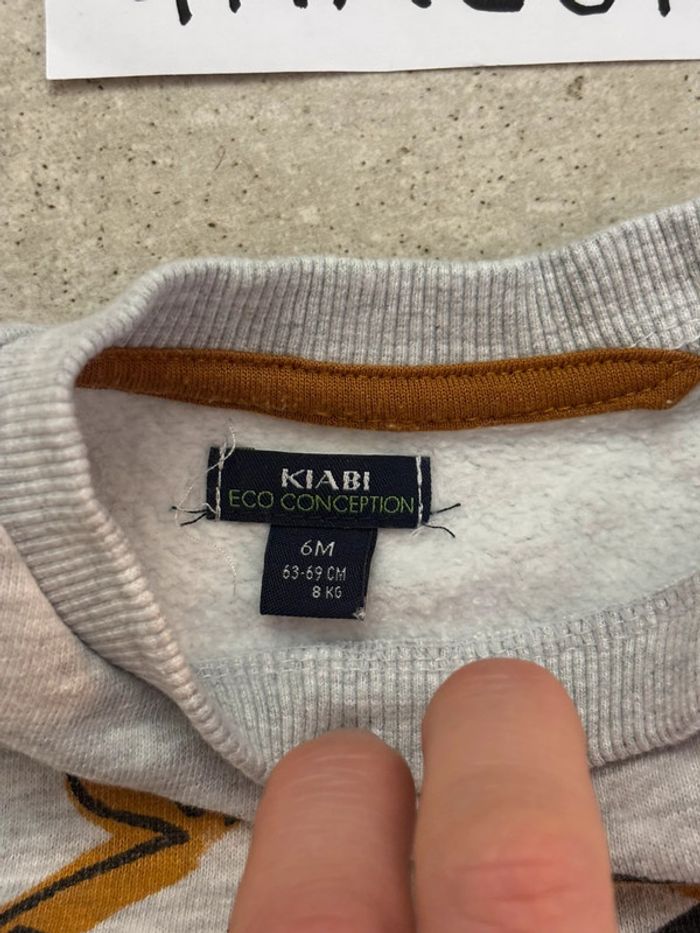 KIABI
ECO CONCEPTION
6M
63-69 CM
8 KG